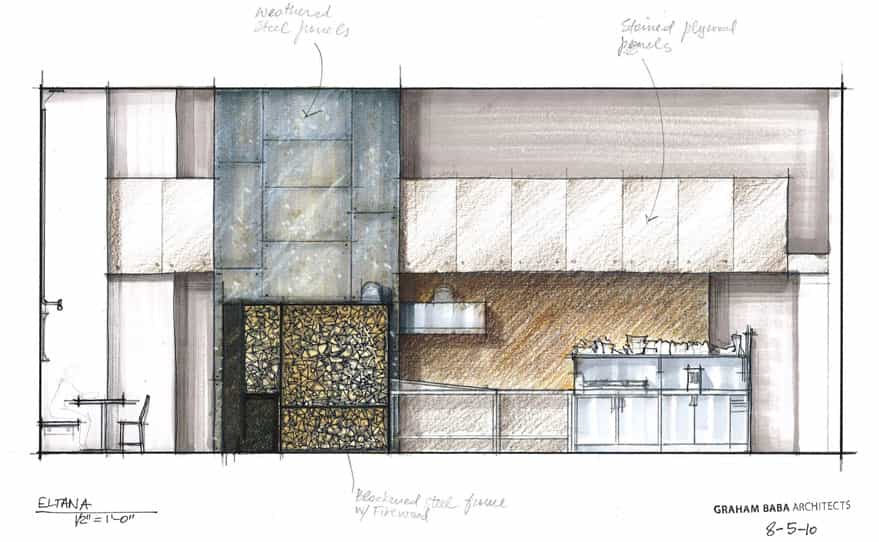 Weathered
Steel panels
Stained plywood
panels
Blackened steel frame
w/ Firewood
ELTANA
1/2" = 1'-0"
GRAHAM BABA ARCHITECTS
8-5-10